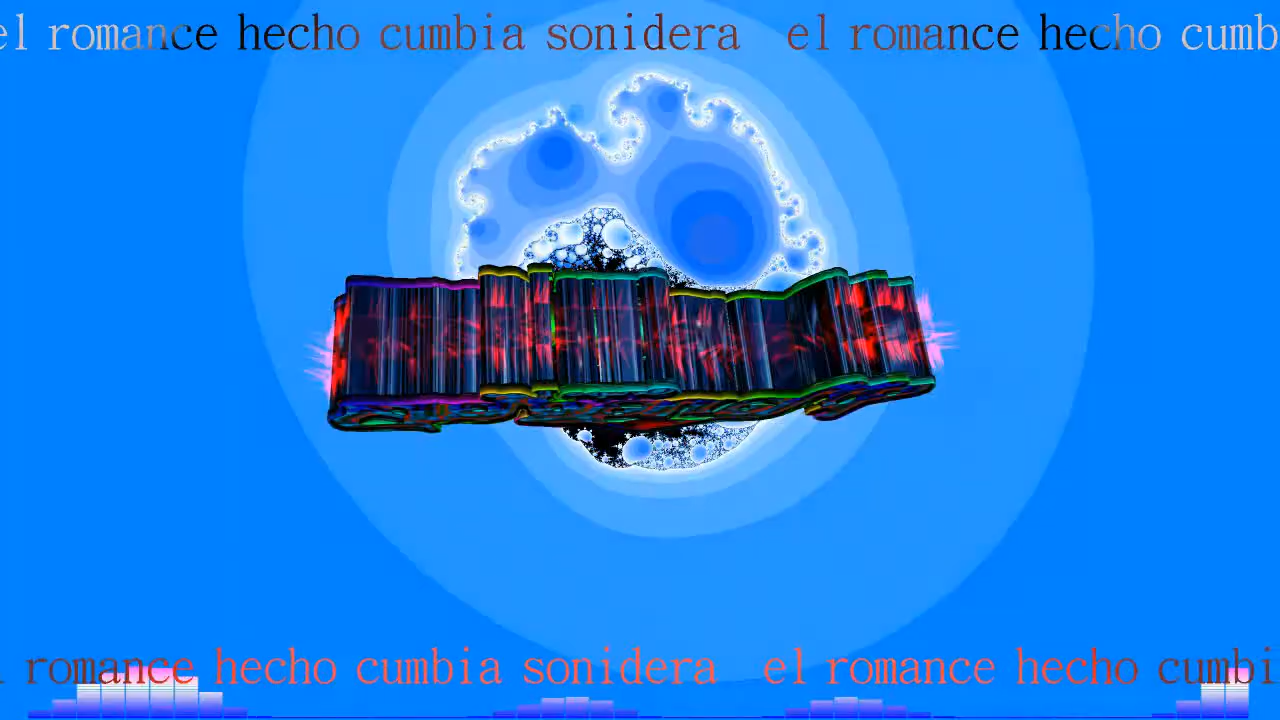 el romance hecho cumbia sonidera el romance hecho cumb
romance hecho cumbia sonidera el romance hecho cumbi